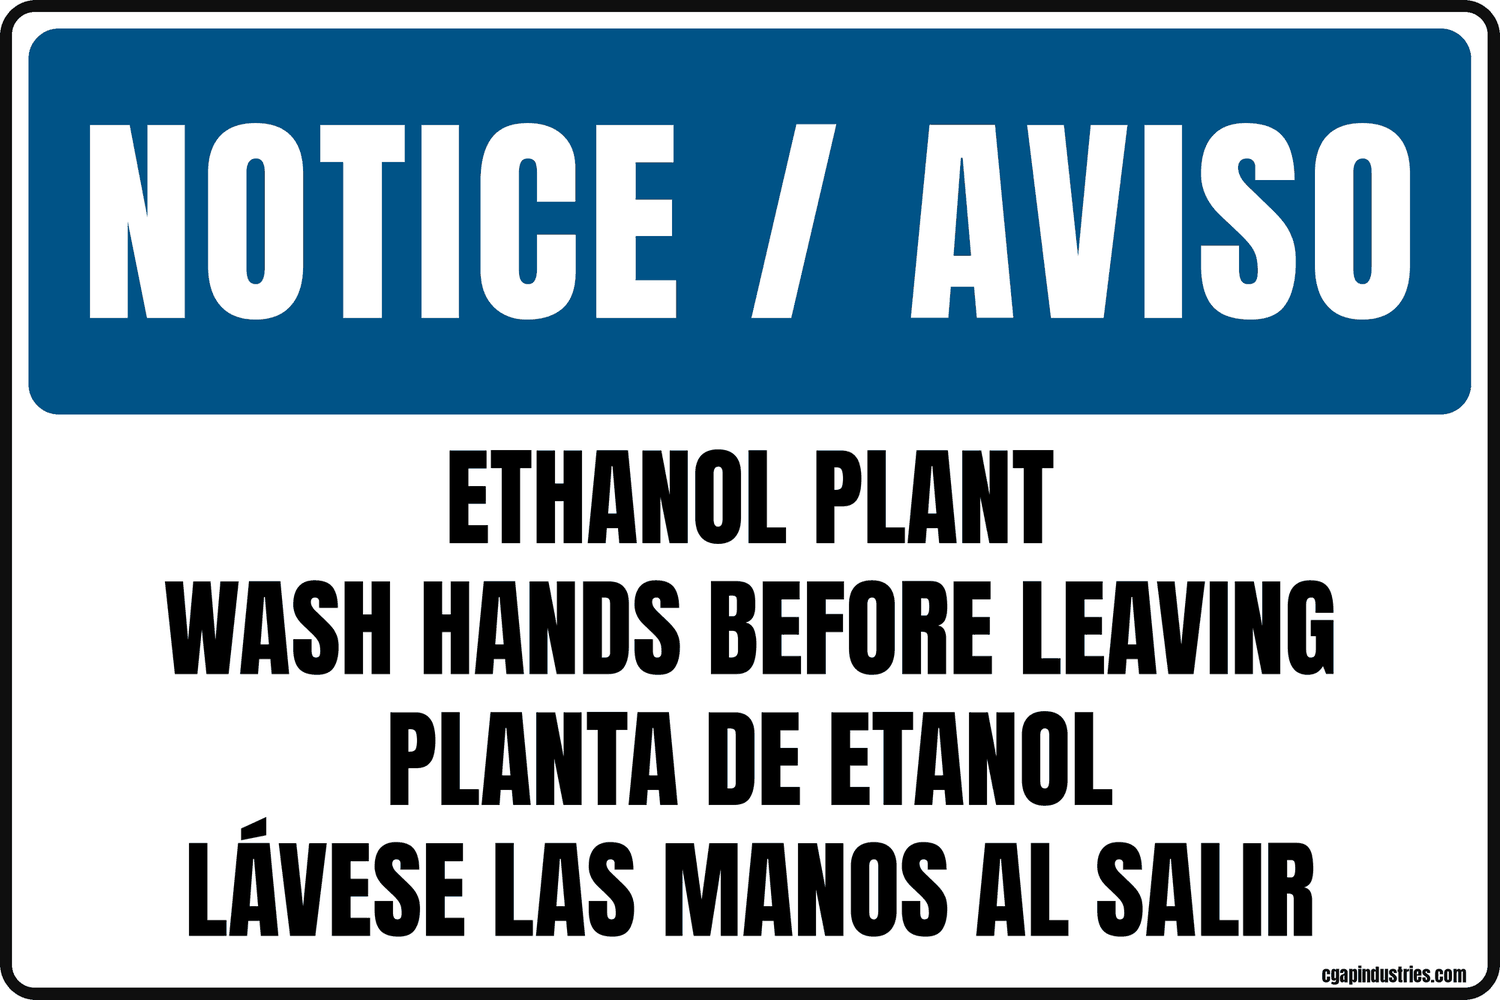 NOTICE / AVISO
ETHANOL PLANT
WASH HANDS BEFORE LEAVING
PLANTA DE ETANOL
LÁVESE LAS MANOS AL SALIR
cgapindustries.com